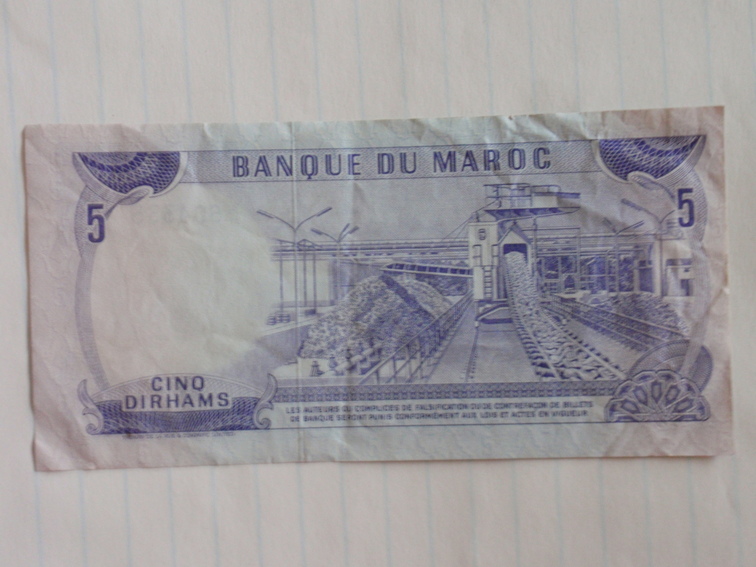 BANQUE DU MAROC
5
5
CINQ
DIRHAMS
LES AUTEURS OU COMPLICES DE FALSIFICATION OU DE CONTREFAÇON DE BILLETS
DE BANQUE SERONT PUNIS CONFORMÉMENT AUX LOIS ET ACTES EN VIGUEUR